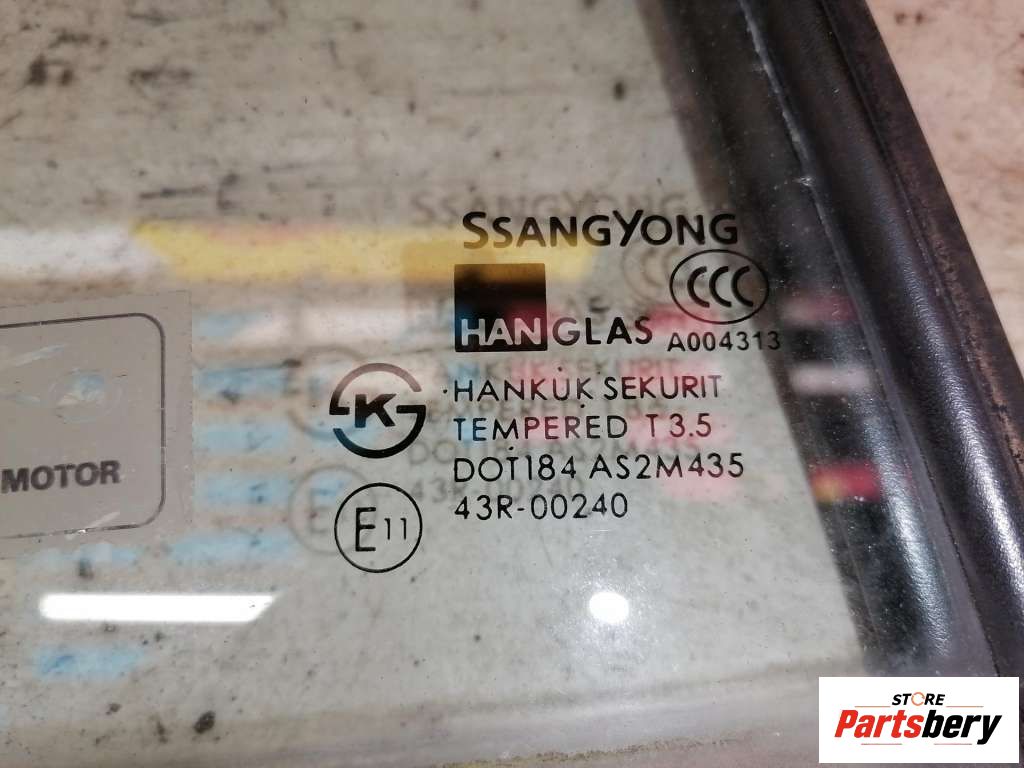 SSANGYONG
CCC
HANGLAS
A004313
K
HANKUK SEKURIT
TEMPERED T 3.5
DOT184 AS2M435
E11
43R-00240
MOTOR
STORE
Partsbery